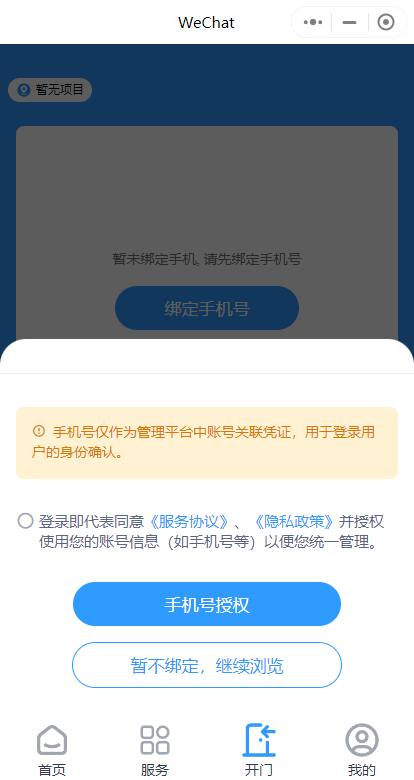 WeChat
暂无项目
暂未绑定手机, 请先绑定手机号
绑定手机号
手机号仅作为管理平台中账号关联凭证，用于登录用
户的身份确认。
登录即代表同意《服务协议》、《隐私政策》并授权
使用您的账号信息（如手机号等）以便您统一管理。
手机号授权
暂不绑定，继续浏览
首页
服务
开门
我的